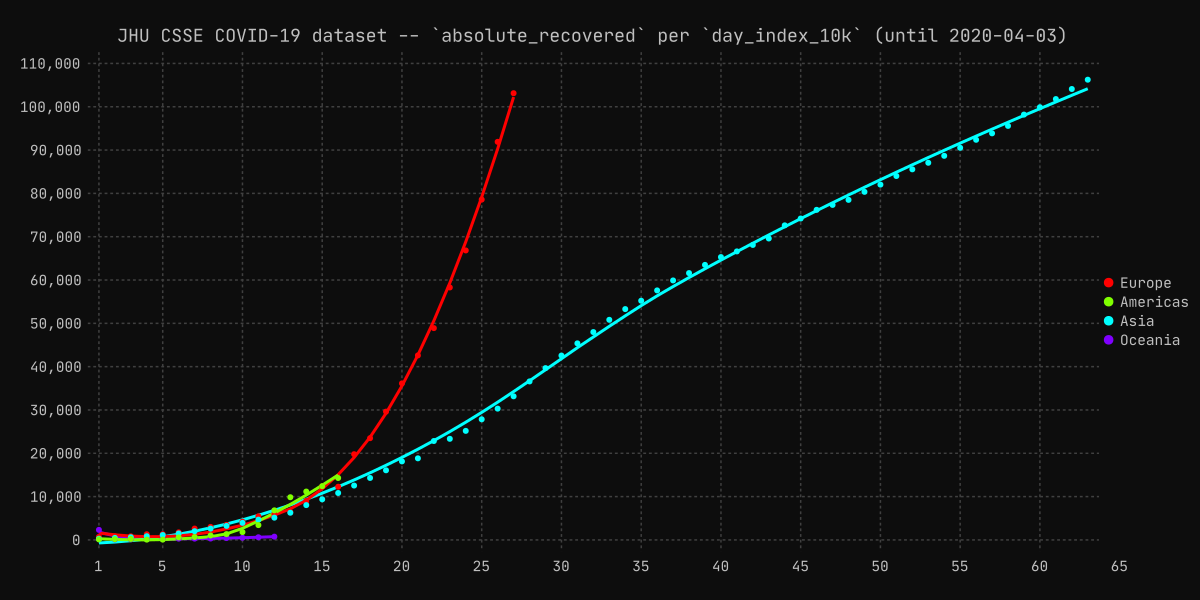 JHU CSSE COVID-19 dataset -- `absolute_recovered` per `day_index_10k` (until 2020-04-03)
110,000
100,000
90,000
80,000
70,000
60,000
50,000
40,000
30,000
20,000
10,000
0
Europe
Americas
Asia
Oceania
1 5 10 15 20 25 30 35 40 45 50 55 60 65